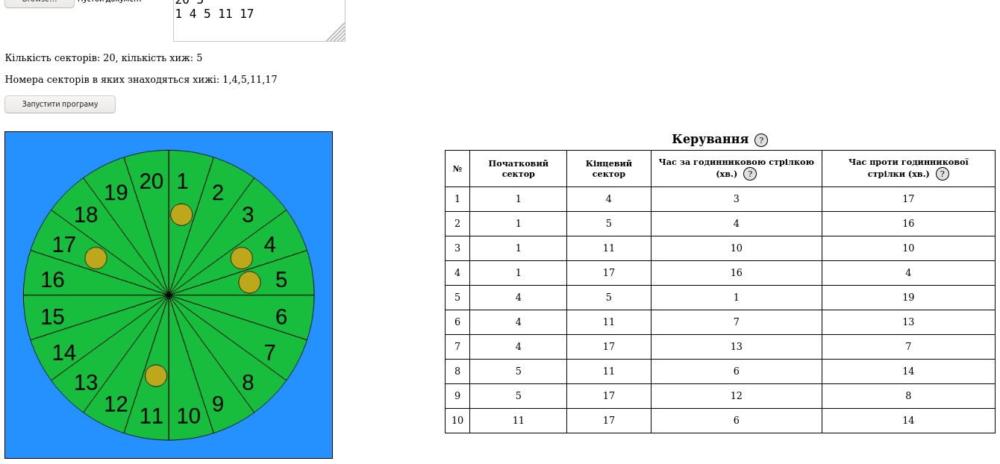 1 4 5 11 17
Кількість секторів: 20, кількість хиж: 5
Номера секторів в яких знаходяться хижі: 1,4,5,11,17
Запустити програму
20 1
19 2
18 3
17 4
16 5
15 6
14 7
13 8
12 9
11 10
Керування ?
№ Початковий сектор Кінцевий сектор Час за годинниковою стрілкою (хв.) ? Час проти годинникової стрілки (хв.) ?
1 1 4 3 17
2 1 5 4 16
3 1 11 10 10
4 1 17 16 4
5 4 5 1 19
6 4 11 7 13
7 4 17 13 7
8 5 11 6 14
9 5 17 12 8
10 11 17 6 14